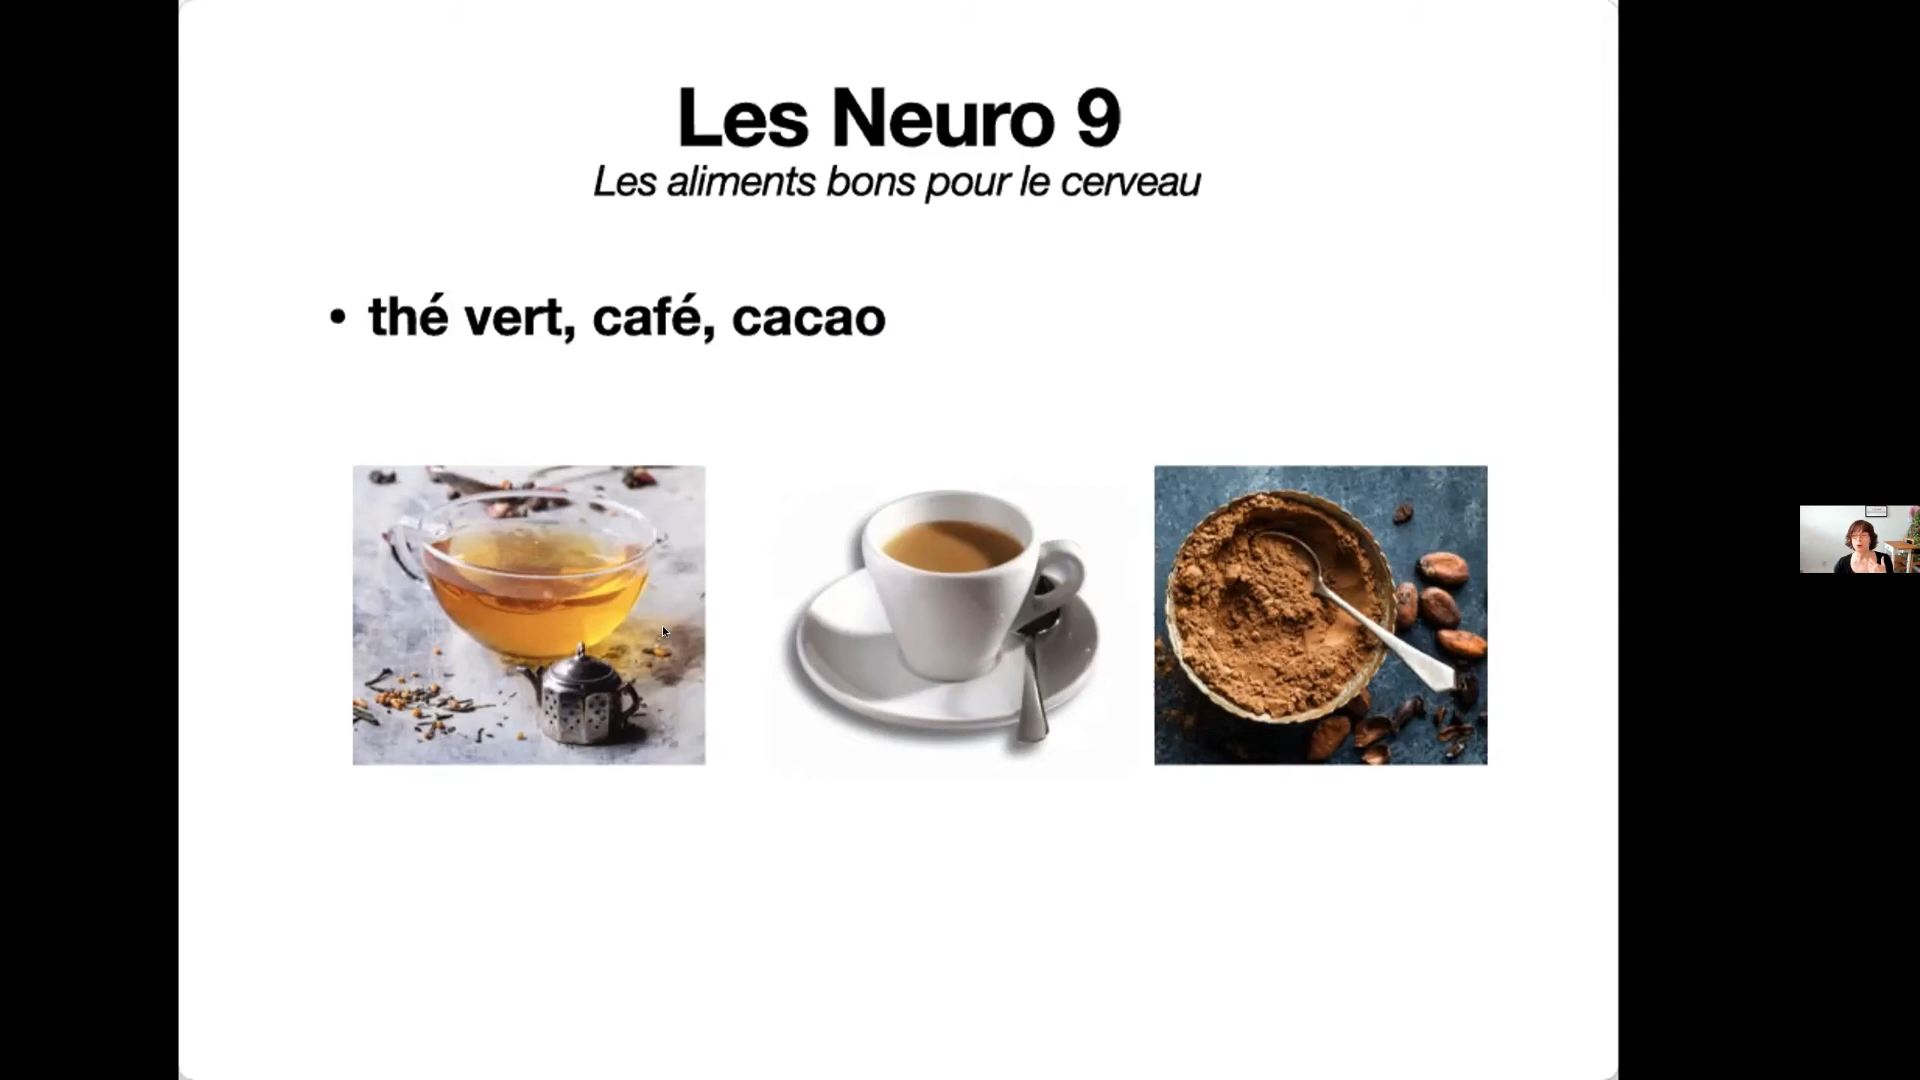 Les Neuro 9
Les aliments bons pour le cerveau
• thé vert, café, cacao